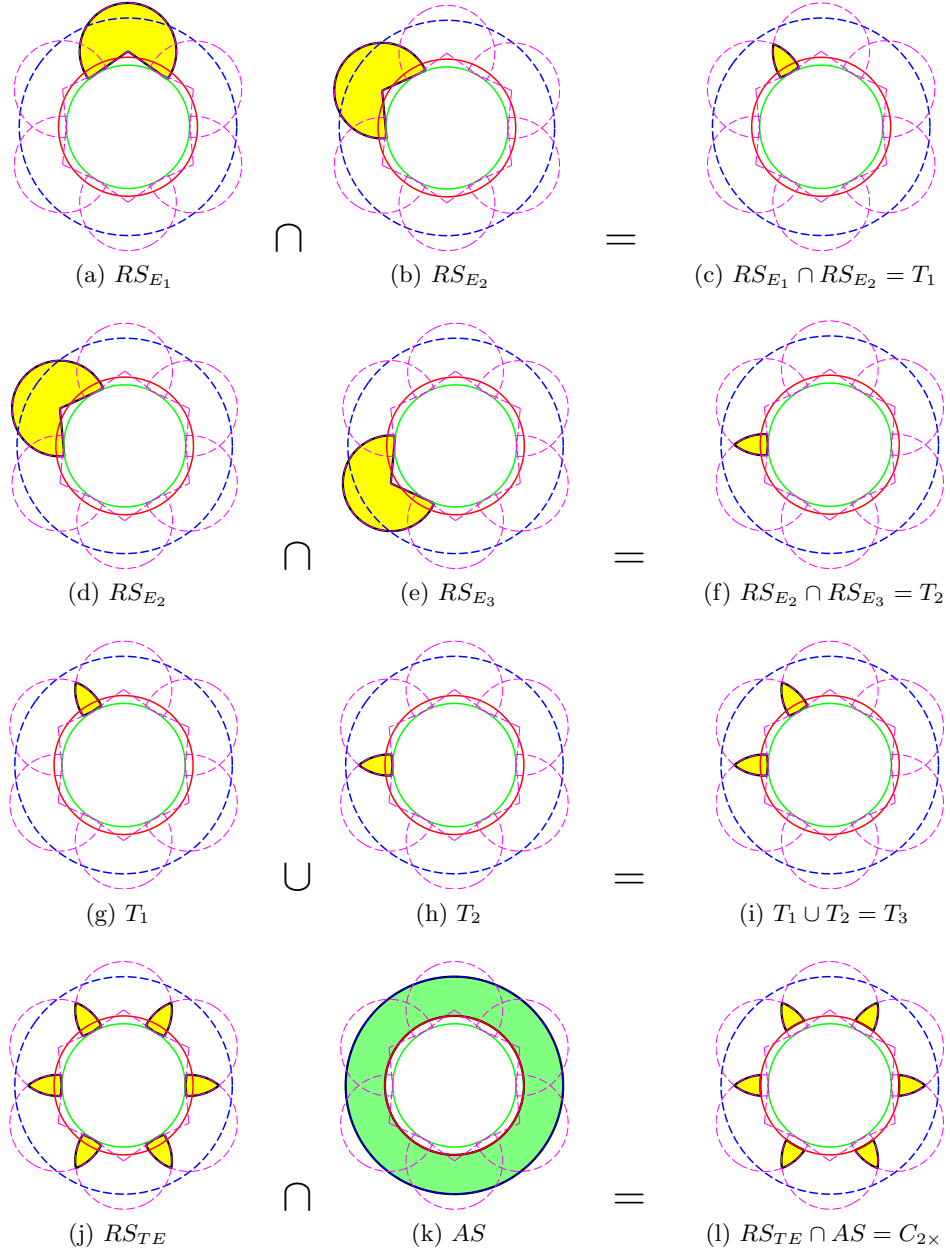 ∩ =
(a) RS_{E_1} (b) RS_{E_2} (c) RS_{E_1} ∩ RS_{E_2} = T_1
∩ =
(d) RS_{E_2} (e) RS_{E_3} (f) RS_{E_2} ∩ RS_{E_3} = T_2
∪ =
(g) T_1 (h) T_2 (i) T_1 ∪ T_2 = T_3
∩ =
(j) RS_{TE} (k) AS (l) RS_{TE} ∩ AS = C_{2×}